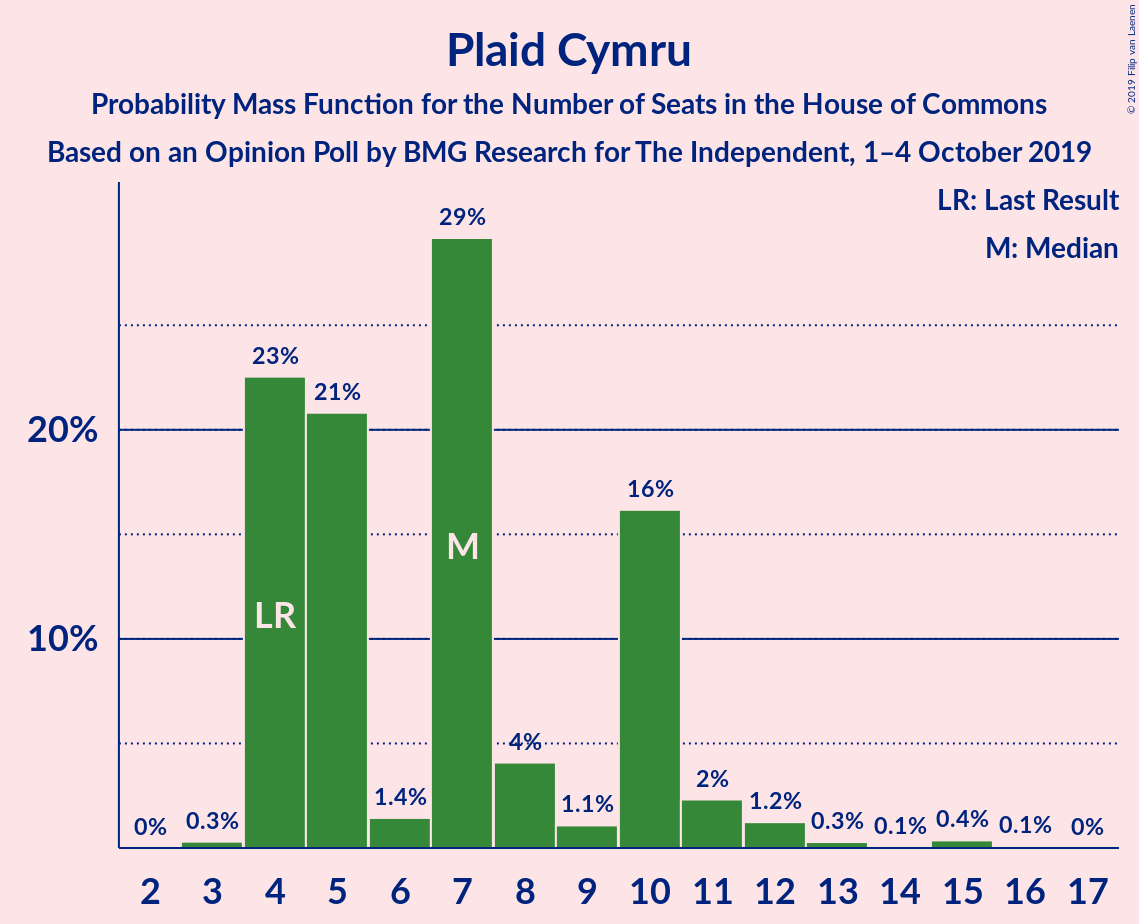 Plaid Cymru
Probability Mass Function for the Number of Seats in the House of Commons
Based on an Opinion Poll by BMG Research for The Independent, 1–4 October 2019
© 2019 Filip van Laenen
LR: Last Result
M: Median
20%
10%
0%
0.3%
23%
21%
1.4%
29%
4%
1.1%
16%
2%
1.2%
0.3%
0.1%
0.4%
0.1%
0%
LR
M
2 3 4 5 6 7 8 9 10 11 12 13 14 15 16 17